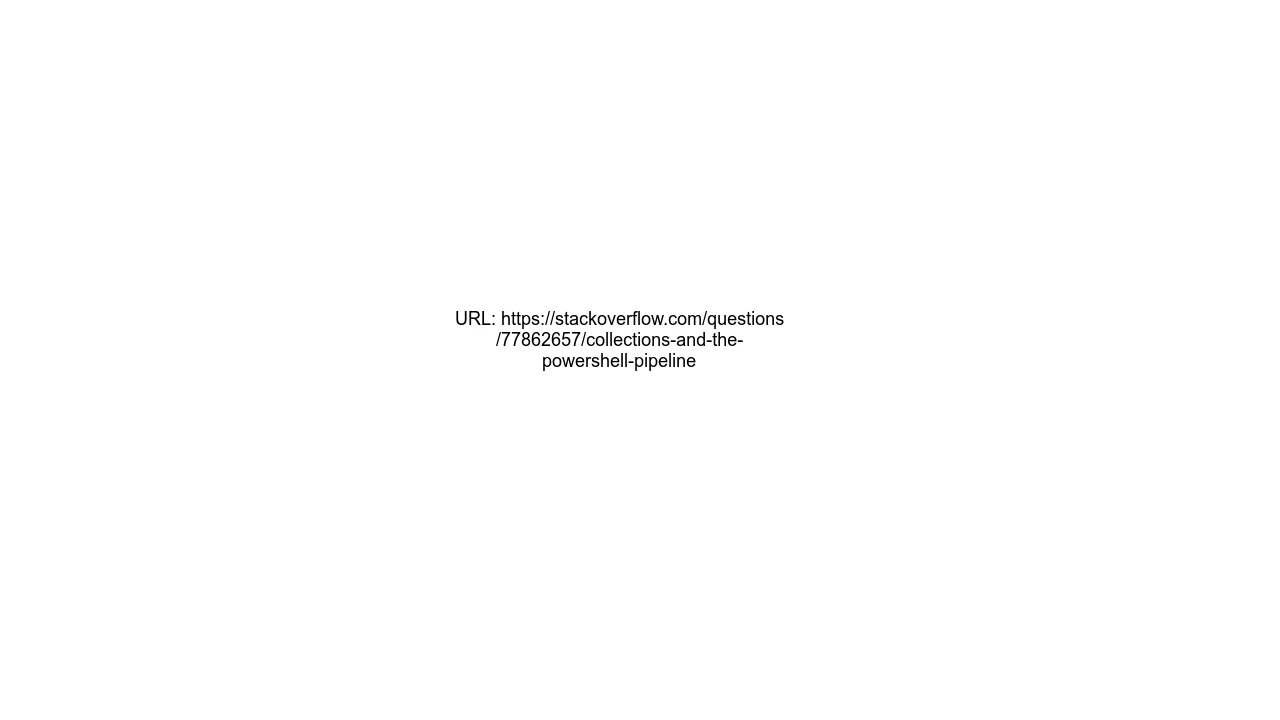 URL: https://stackoverflow.com/questions
/77862657/collections-and-the-
powershell-pipeline